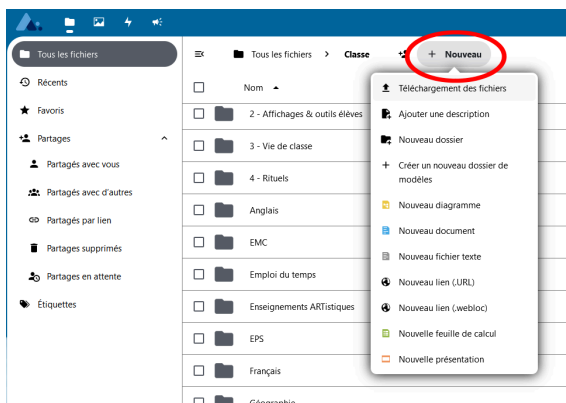 Tous les fichiers
Récents
Favoris
Partages
Partagés avec vous
Partagés avec d'autres
Partagés par lien
Partages supprimés
Partages en attente
Étiquettes
Tous les fichiers > Classe
+ Nouveau
Nom
2 - Affichages & outils élèves
3 - Vie de classe
4 - Rituels
Anglais
EMC
Emploi du temps
Enseignements ARTistiques
EPS
Français
Géographie
Téléchargement des fichiers
Ajouter une description
Nouveau dossier
+ Créer un nouveau dossier de
modèles
Nouveau diagramme
Nouveau document
Nouveau fichier texte
Nouveau lien (.URL)
Nouveau lien (.webloc)
Nouvelle feuille de calcul
Nouvelle présentation